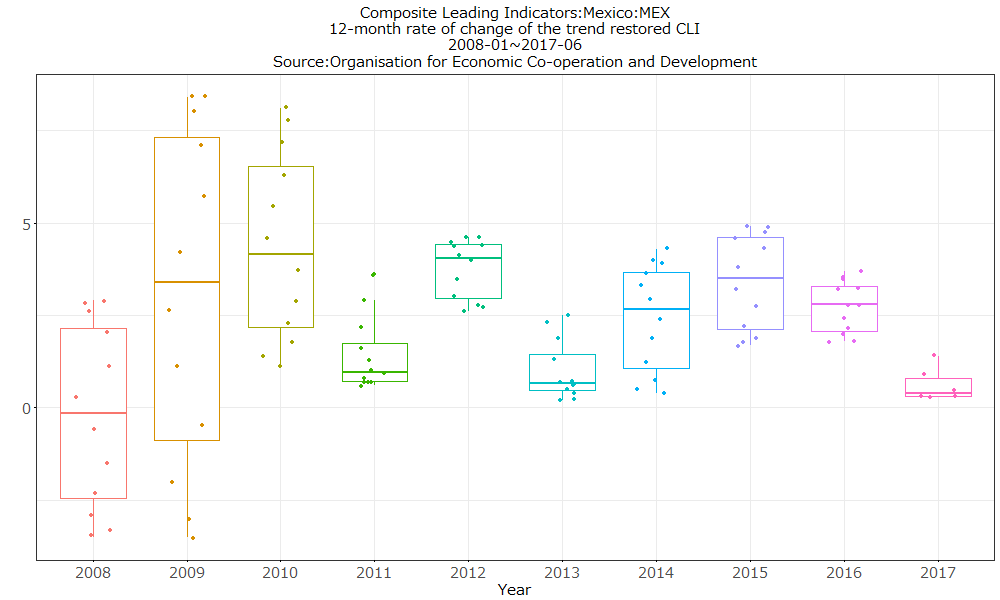 Composite Leading Indicators:Mexico:MEX
12-month rate of change of the trend restored CLI
2008-01~2017-06
Source:Organisation for Economic Co-operation and Development
5
0
2008 2009 2010 2011 2012 2013 2014 2015 2016 2017
Year